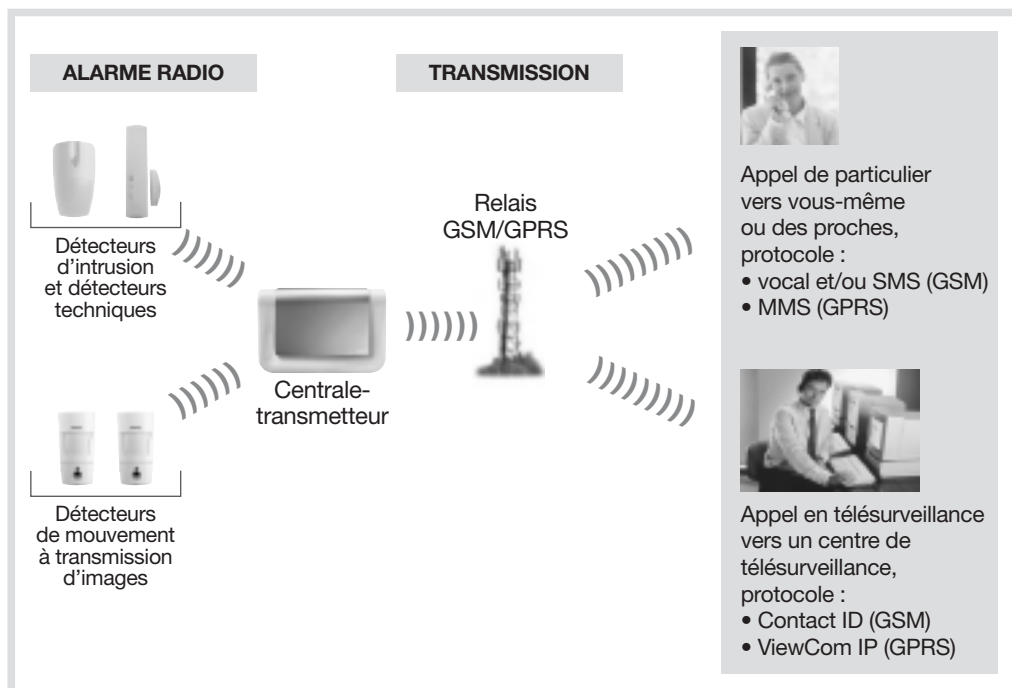 ALARME RADIO
TRANSMISSION
Détecteurs
d'intrusion
et détecteurs
techniques
Détecteurs
de mouvement
à transmission
d'images
Centrale-
transmetteur
Relais
GSM/GPRS
Appel de particulier
vers vous-même
ou des proches,
protocole :
• vocal et/ou SMS (GSM)
• MMS (GPRS)
Appel en télésurveillance
vers un centre de
télésurveillance,
protocole :
• Contact ID (GSM)
• ViewCom IP (GPRS)